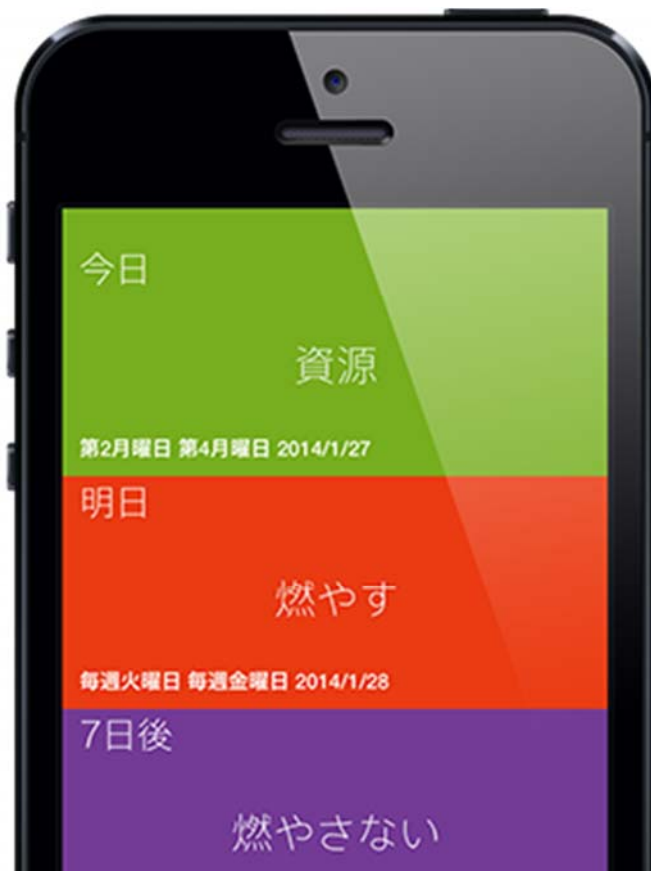 今日
資源
第2月曜日 第4月曜日 2014/1/27
明日
燃やす
毎週火曜日 毎週金曜日 2014/1/28
7日後
燃やさない